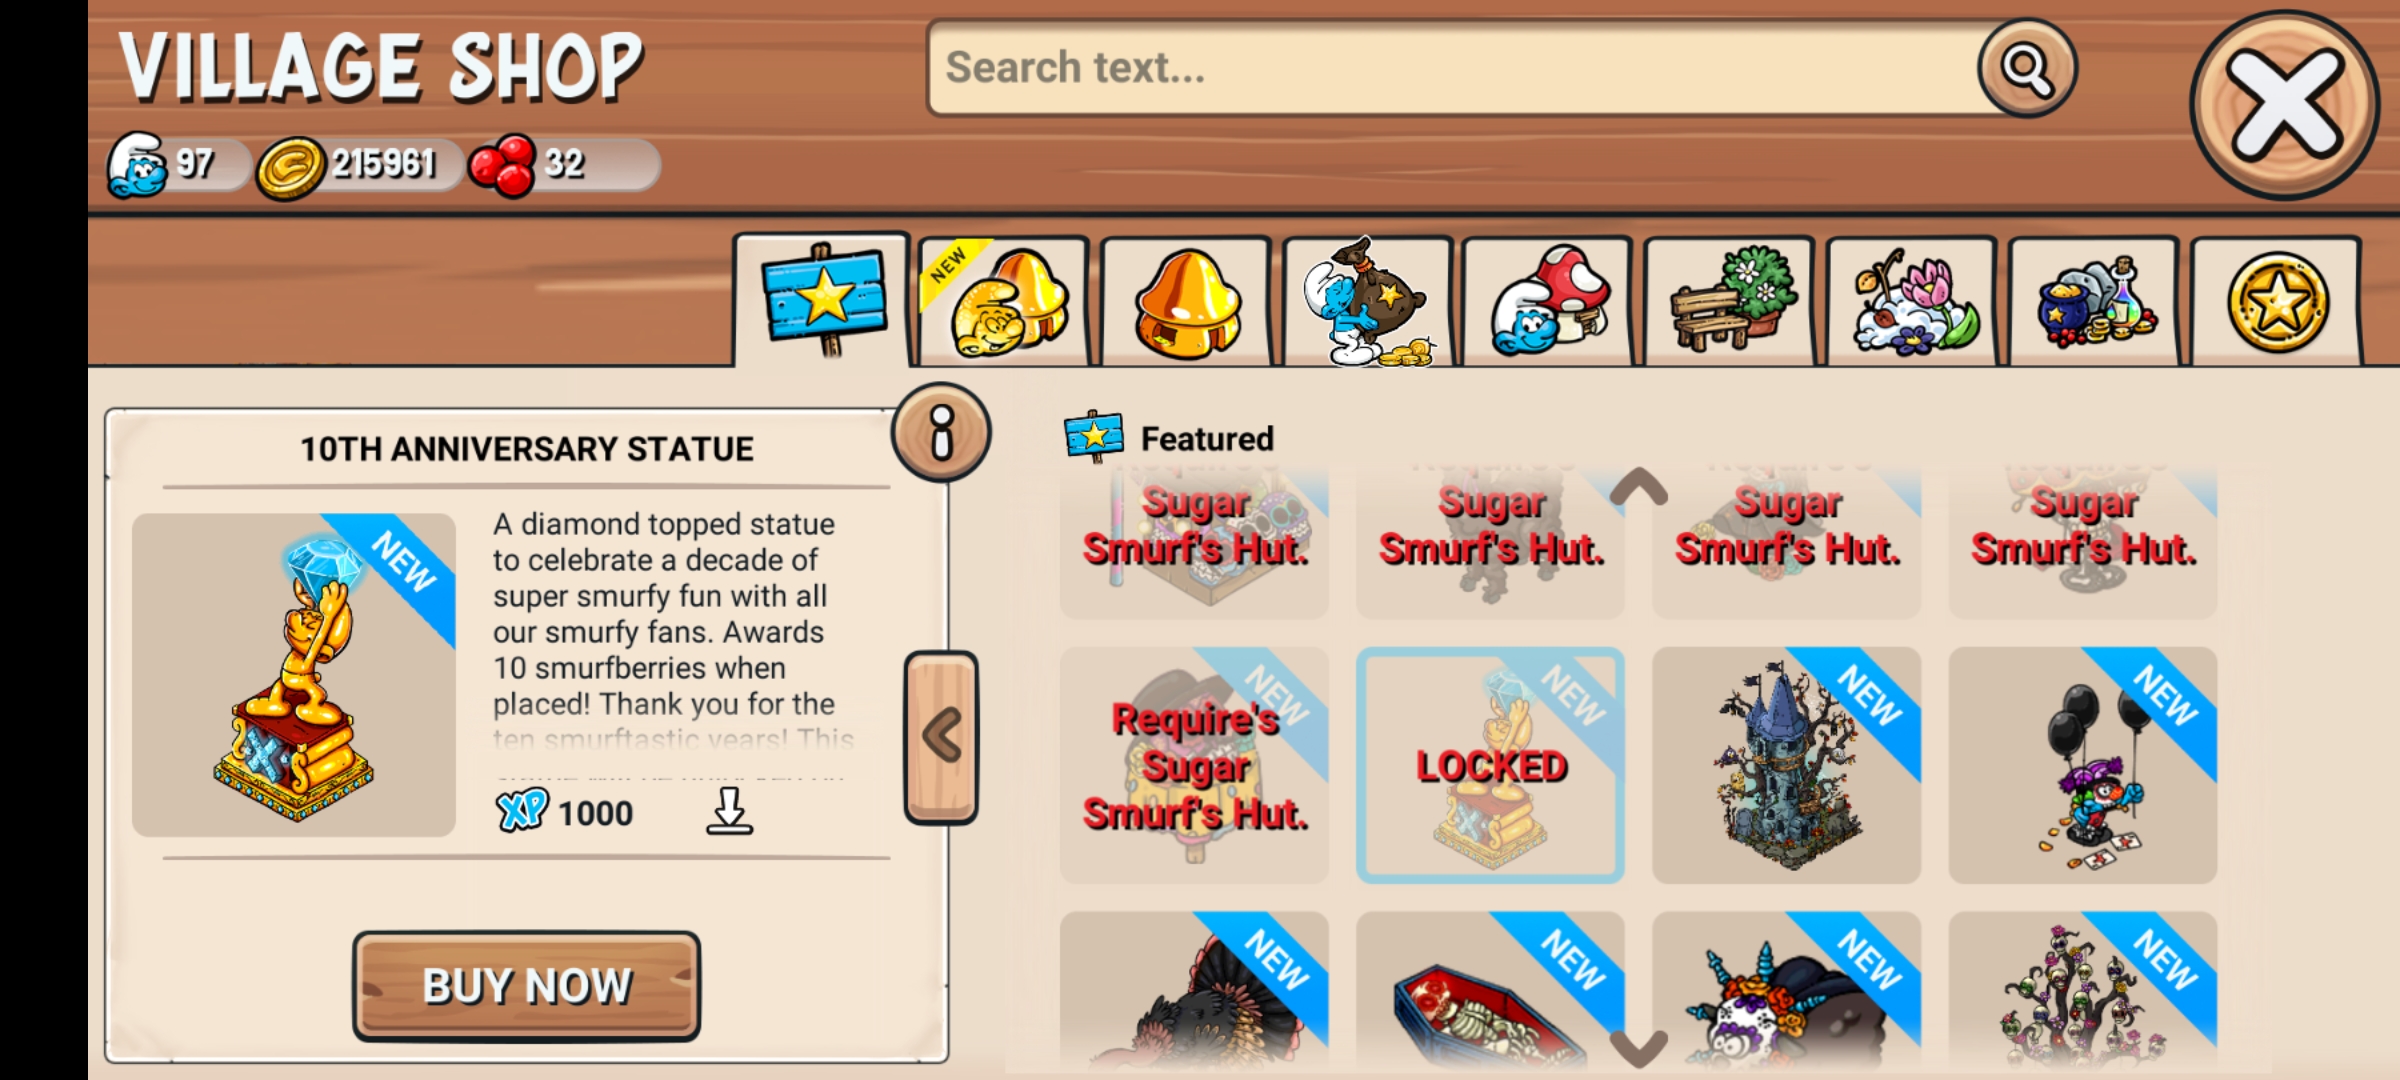 VILLAGE SHOP
Search text...
97
215961
32
NEW
10TH ANNIVERSARY STATUE
NEW
A diamond topped statue
to celebrate a decade of
super smurfy fun with all
our smurfy fans. Awards
10 smurfberries when
placed! Thank you for the
ten smurftastic years! This
XP 1000
BUY NOW
Featured
Sugar
Smurf's Hut.
Sugar
Smurf's Hut.
Sugar
Smurf's Hut.
Sugar
Smurf's Hut.
NEW
Require's
Sugar
Smurf's Hut.
NEW
LOCKED
NEW
NEW
NEW
NEW
NEW
NEW